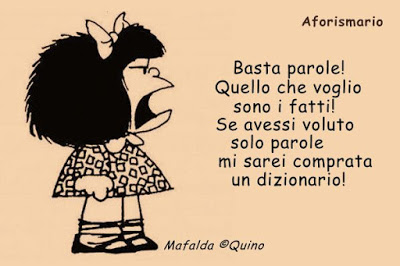 Aforismario
Basta parole!
Quello che voglio
sono i fatti!
Se avessi voluto
solo parole
mi sarei comprata
un dizionario!
Mafalda ©Quino